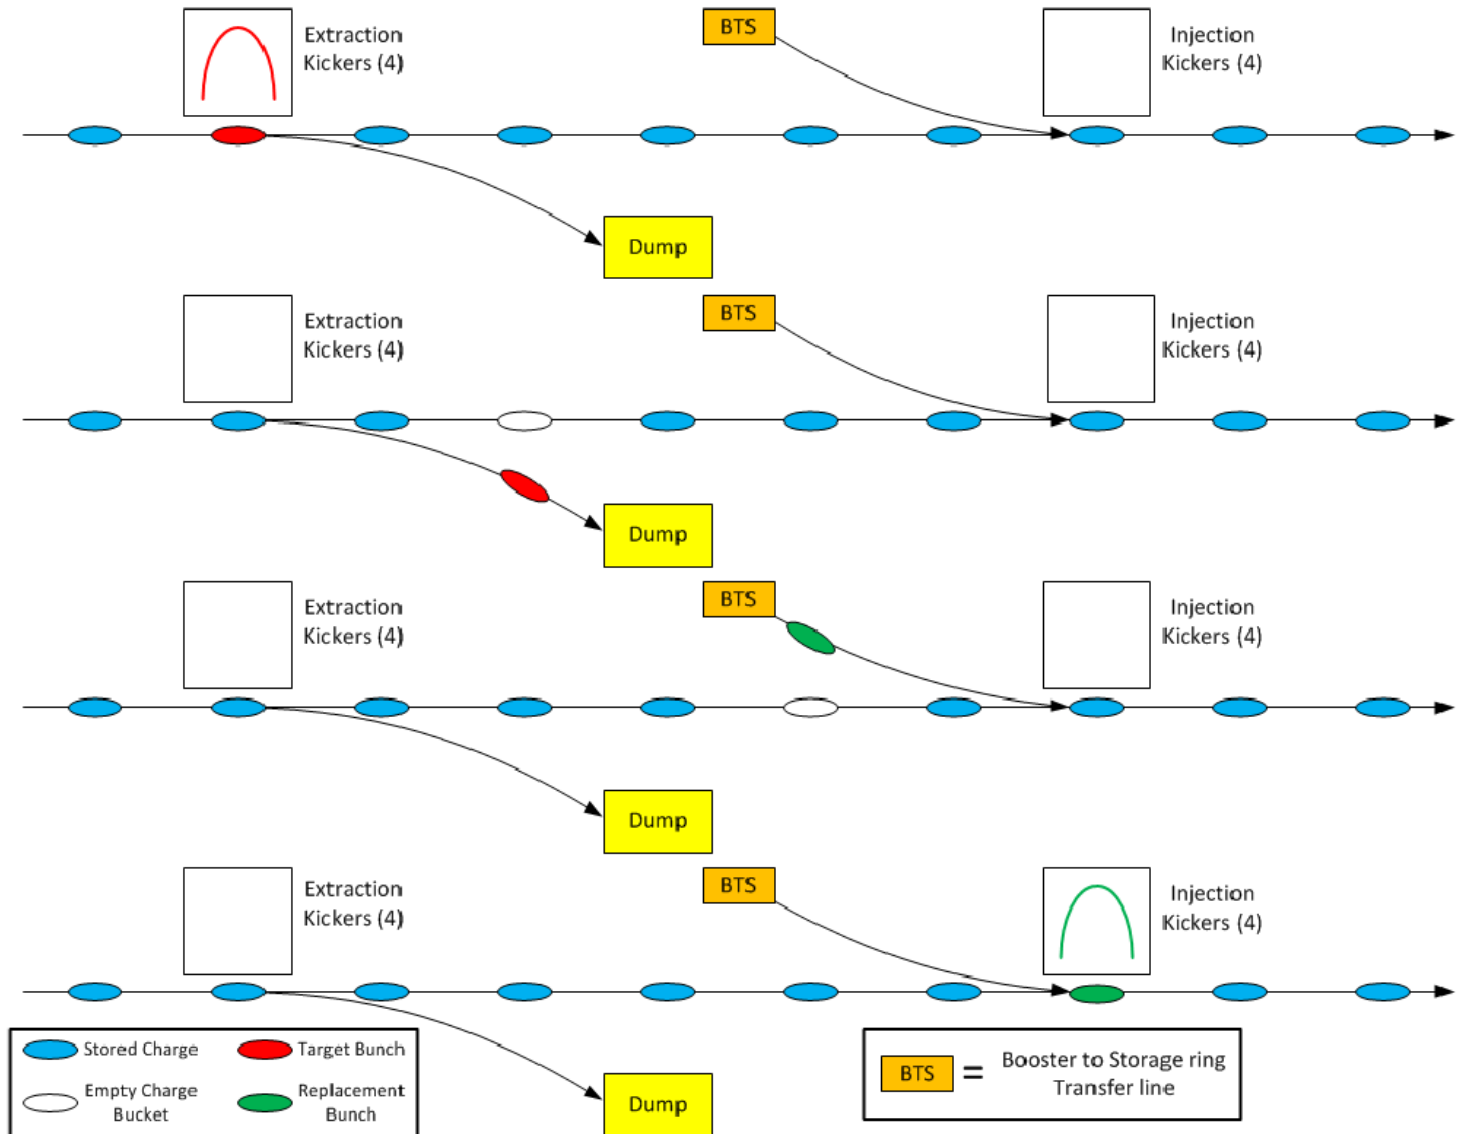 Extraction
Kickers (4)
BTS
Injection
Kickers (4)
Dump
Extraction
Kickers (4)
BTS
Injection
Kickers (4)
Dump
Extraction
Kickers (4)
BTS
Injection
Kickers (4)
Dump
Extraction
Kickers (4)
BTS
Injection
Kickers (4)
Stored Charge
Target Bunch
Empty Charge
Bucket
Replacement
Bunch
Dump
BTS
=
Booster to Storage ring
Transfer line